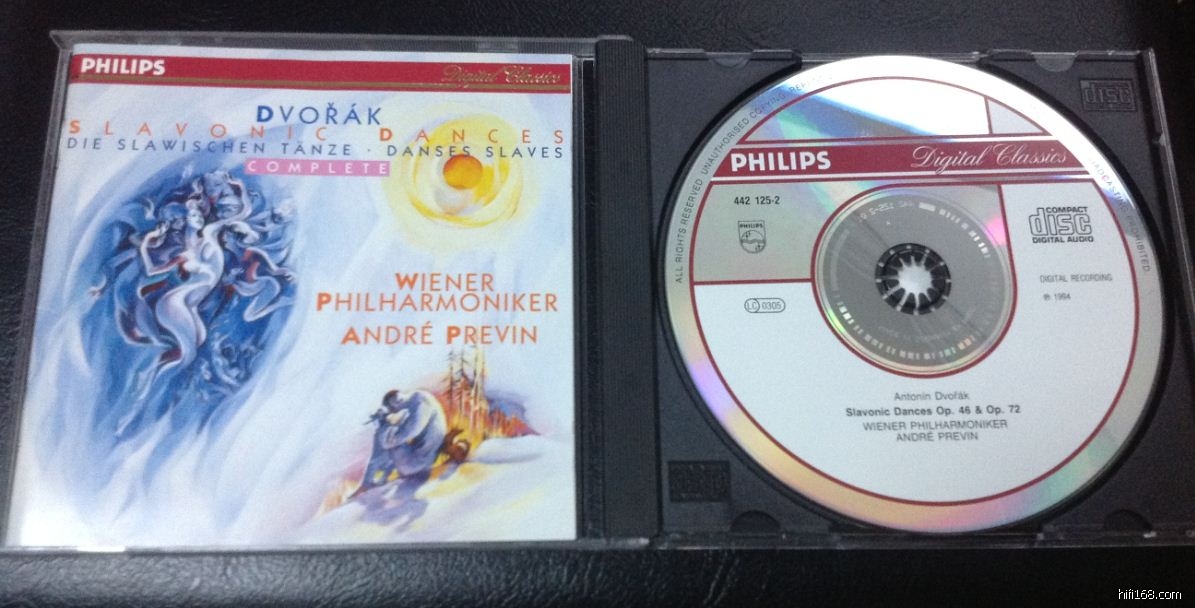 PHILIPS
Digital Classics
DVOŘÁK
SLAVONIC DANCES
DIE SLAWISCHEN TÄNZE · DANSES SLAVES
COMPLETE
WIENER
PHILHARMONIKER
ANDRÉ PREVIN
ALL RIGHTS RESERVED UNAUTHORISED COPYING
PHILIPS
Digital Classics
442 125-2
PHILIPS
COMPACT
disc
DIGITAL AUDIO
DIGITAL RECORDING
℗ 1994
LC 0305
Antonín Dvořák
Slavonic Dances Op. 46 & Op. 72
WIENER PHILHARMONIKER
ANDRÉ PREVIN
disc
hifi168.com